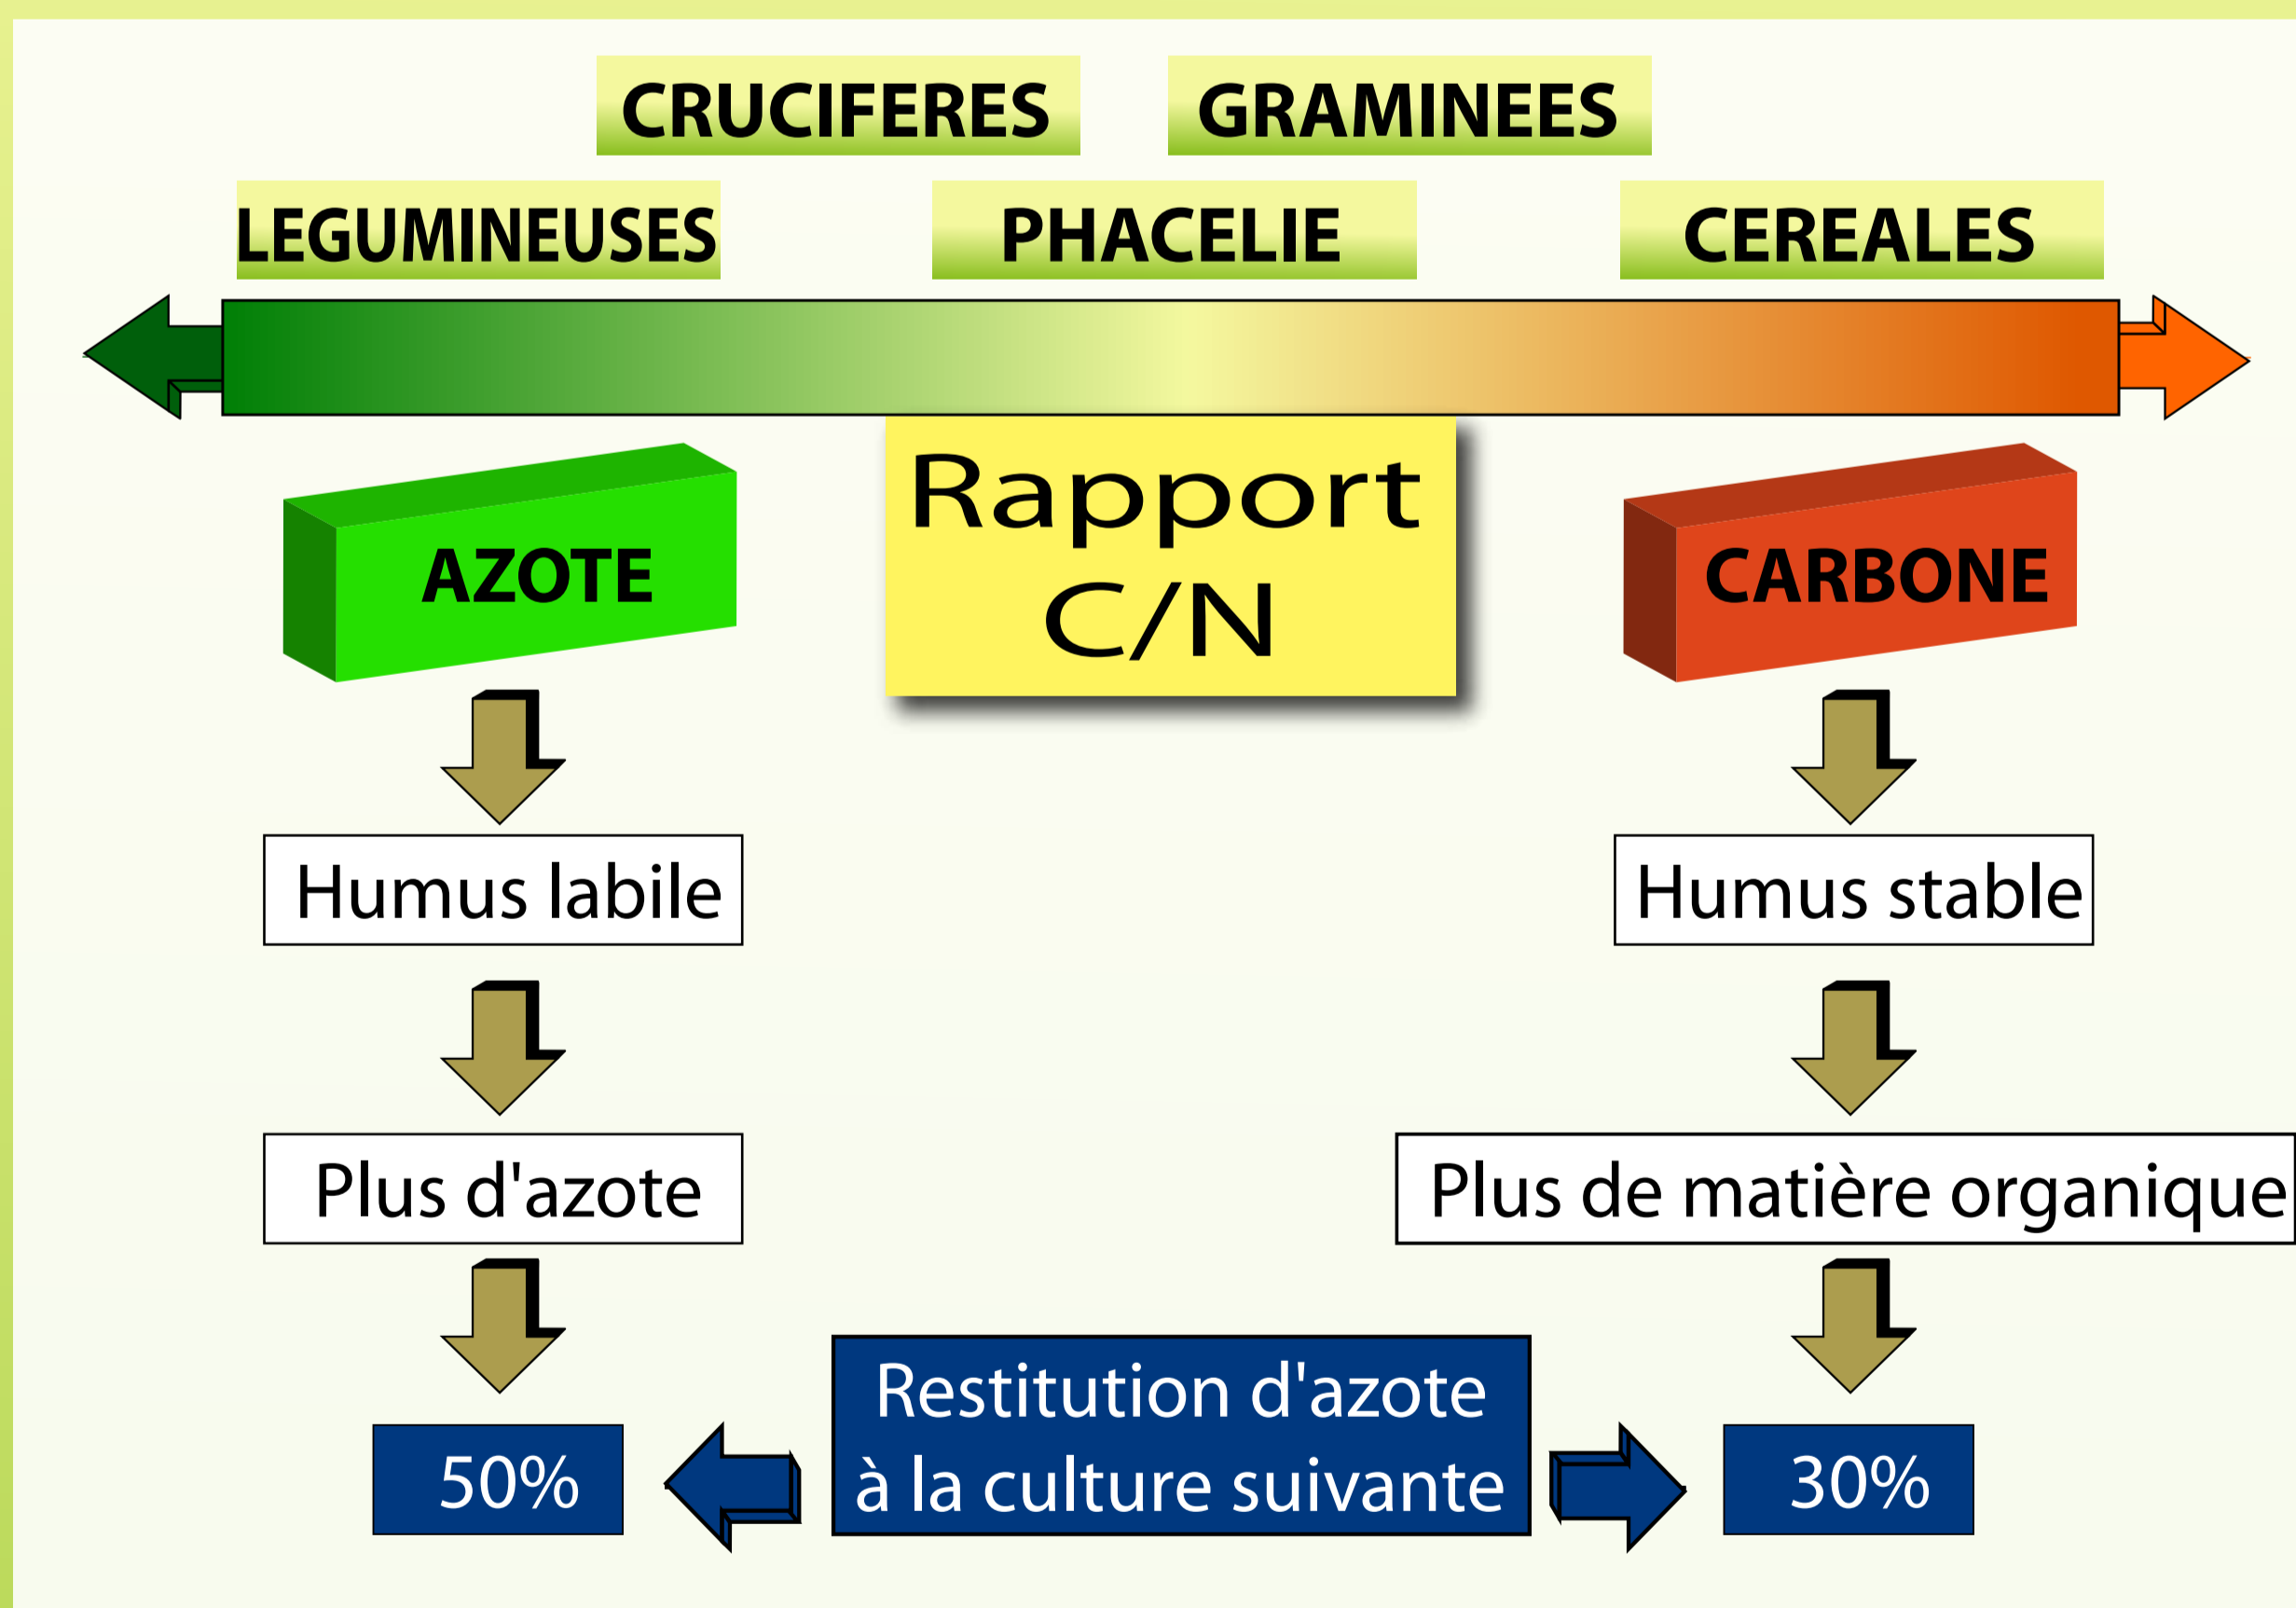 CRUCIFERES
GRAMINEES
LEGUMINEUSES
PHACELIE
CEREALES
Rapport
C/N
AZOTE
CARBONE
Humus labile
Humus stable
Plus d'azote
Plus de matière organique
Restitution d'azote
à la culture suivante
50%
30%